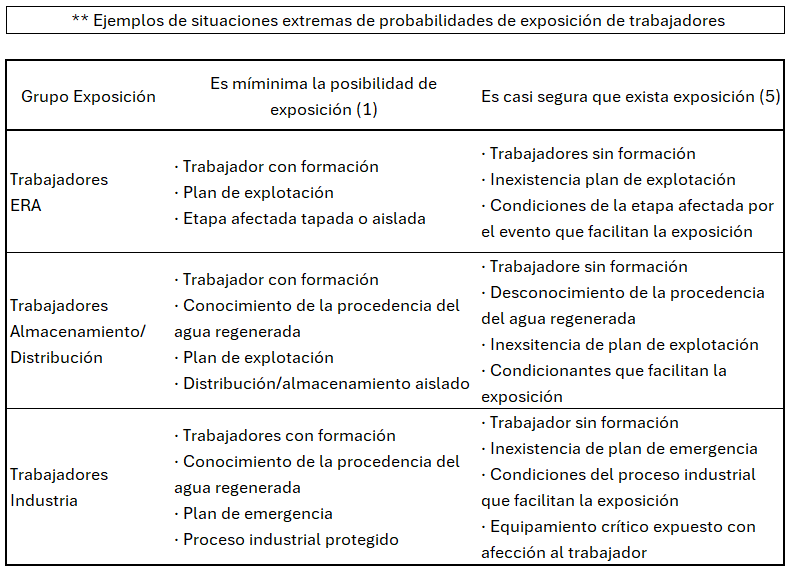 ** Ejemplos de situaciones extremas de probabilidades de exposición de trabajadores
Grupo Exposición
Es míminima la posibilidad de
exposición (1)
Es casi segura que exista exposición (5)
Trabajadores
ERA
· Trabajador con formación
· Plan de explotación
· Etapa afectada tapada o aislada
· Trabajadores sin formación
· Inexistencia plan de explotación
· Condiciones de la etapa afectada por
el evento que facilitan la exposición
Trabajadores
Almacenamiento/
Distribución
· Trabajador con formación
· Conocimiento de la procedencia del
agua regenerada
· Plan de explotación
· Distribución/almacenamiento aislado
· Trabajadore sin formación
· Desconocimiento de la procedencia
del agua regenerada
· Inexsitencia de plan de explotación
· Condicionantes que facilitan la
exposición
Trabajadores
Industria
· Trabajadores con formación
· Conocimiento de la procedencia del
agua regenerada
· Plan de emergencia
· Proceso industrial protegido
· Trabajador sin formación
· Inexistencia de plan de emergencia
· Condiciones del proceso industrial
que facilitan la exposición
· Equipamiento crítico expuesto con
afección al trabajador